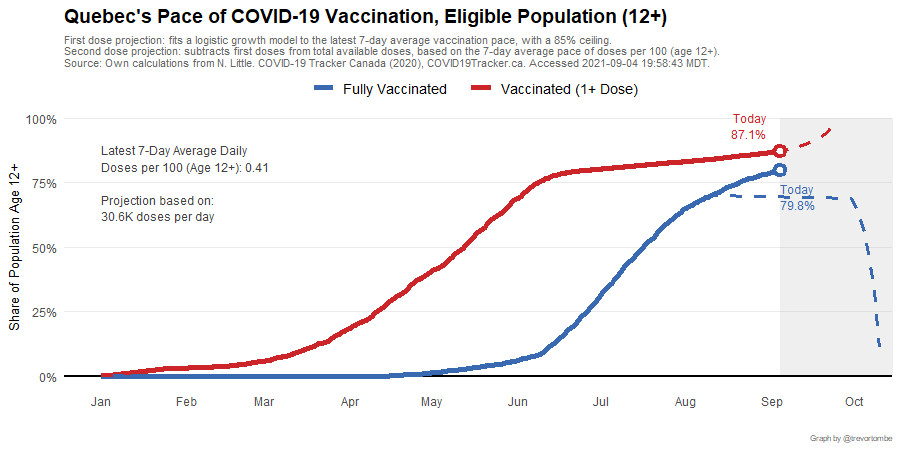 Quebec's Pace of COVID-19 Vaccination, Eligible Population (12+)
First dose projection: fits a logistic growth model to the latest 7-day average vaccination pace, with a 85% ceiling.
Second dose projection: subtracts first doses from total available doses, based on the 7-day average pace of doses per 100 (age 12+).
Source: Own calculations from N. Little. COVID-19 Tracker Canada (2020), COVID19Tracker.ca. Accessed 2021-09-04 19:58:43 MDT.
Fully Vaccinated Vaccinated (1+ Dose)
Share of Population Age 12+
100%
75%
50%
25%
0%
Latest 7-Day Average Daily
Doses per 100 (Age 12+): 0.41
Projection based on:
30.6K doses per day
Today
87.1%
Today
79.8%
Jan Feb Mar Apr May Jun Jul Aug Sep Oct
Graph by @trevortombe